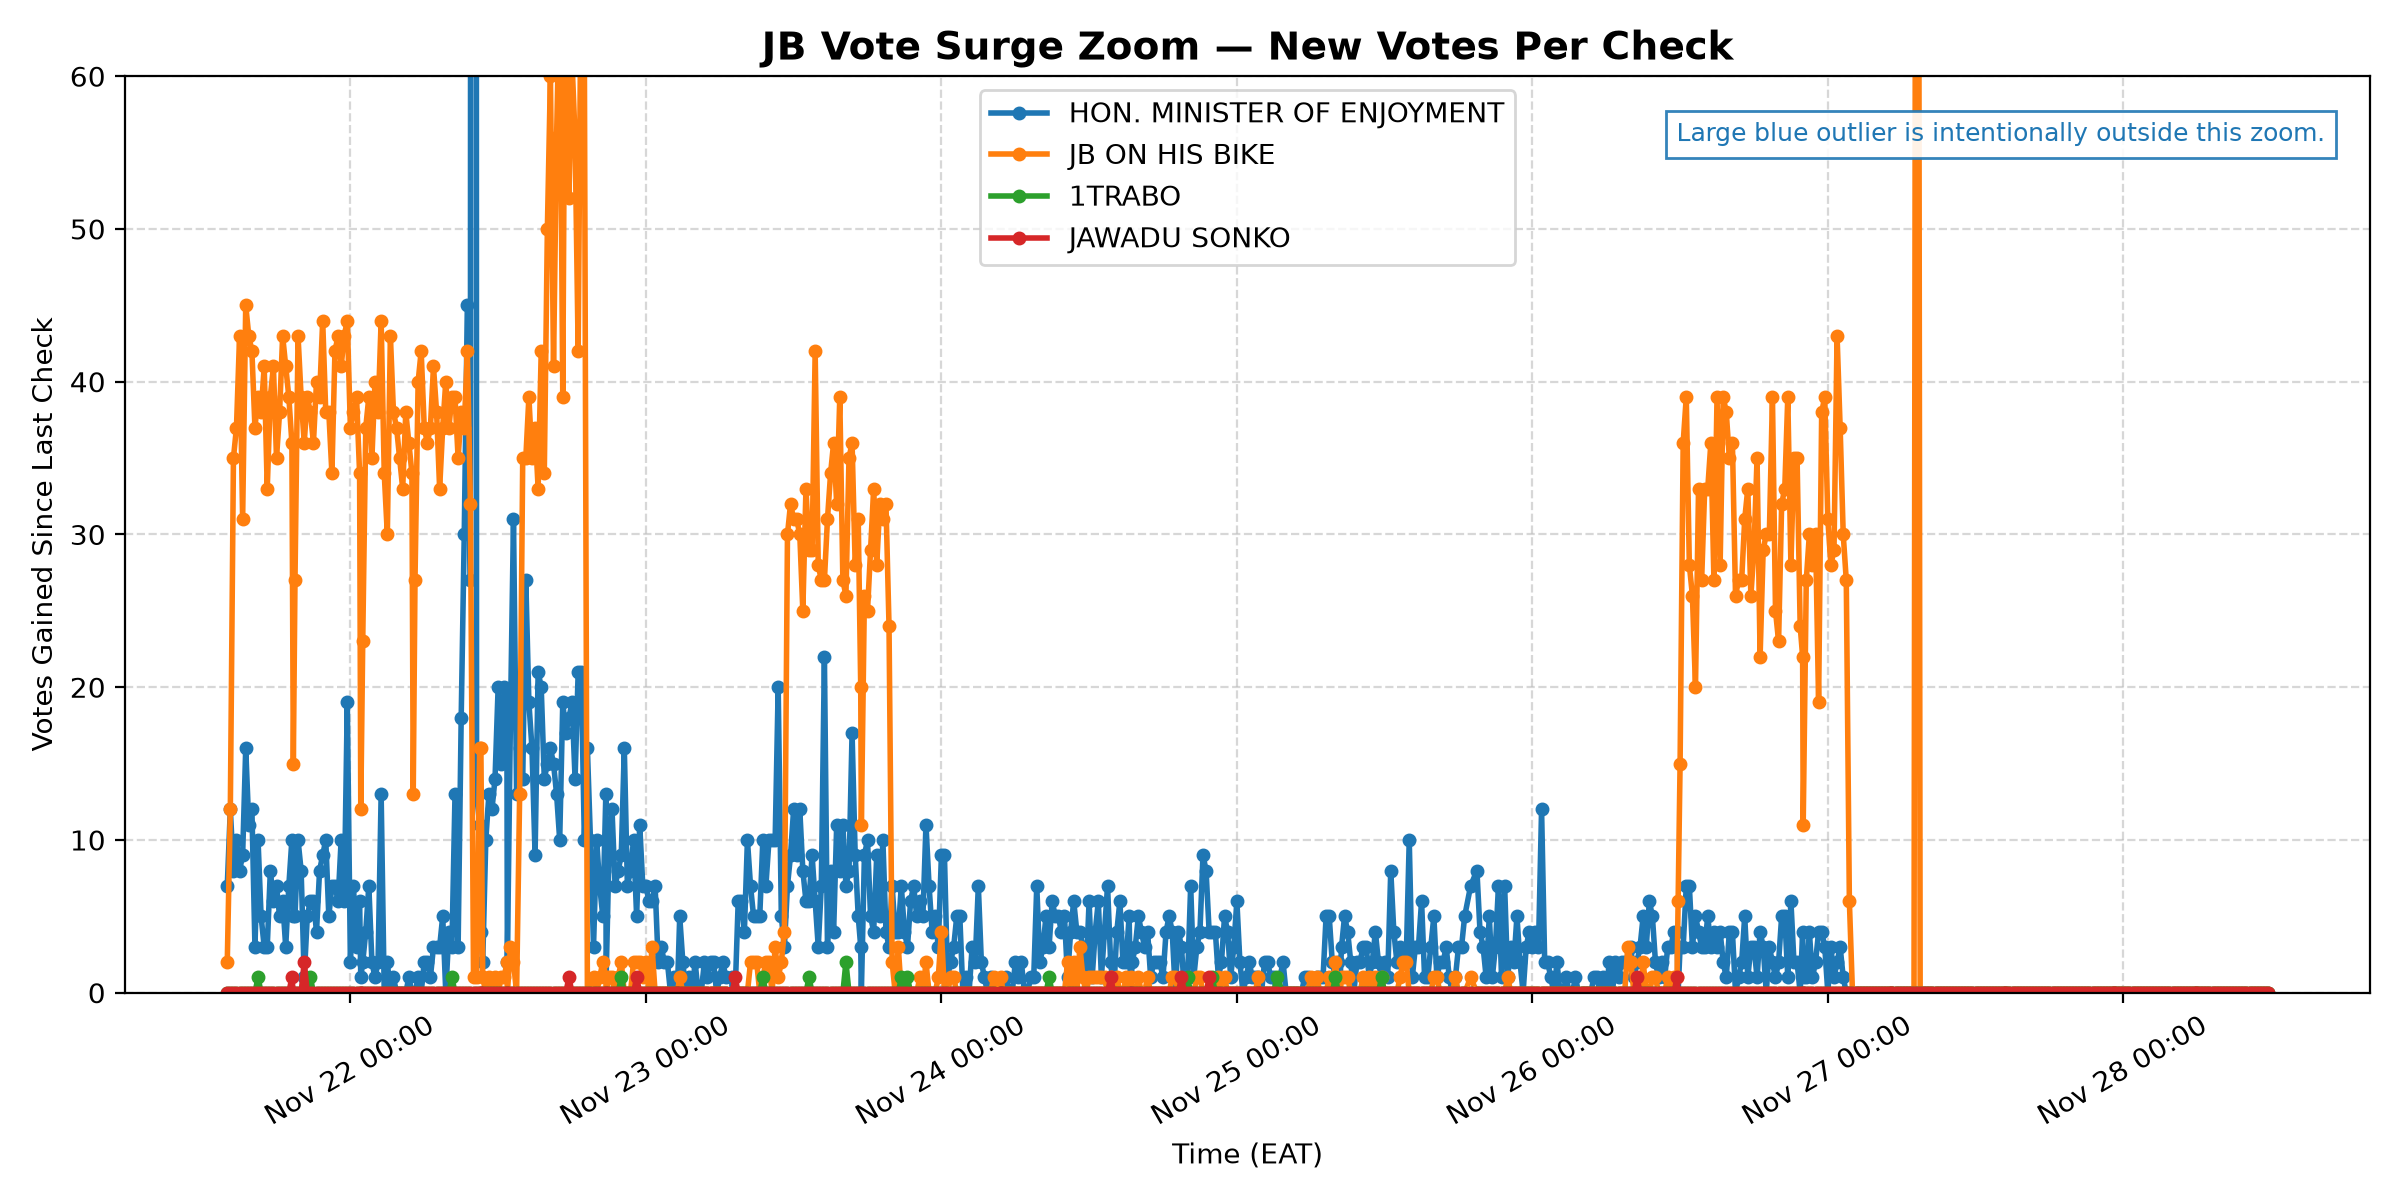 JB Vote Surge Zoom — New Votes Per Check
60
50
40
30
20
10
0
Votes Gained Since Last Check
HON. MINISTER OF ENJOYMENT
JB ON HIS BIKE
1TRABO
JAWADU SONKO
Large blue outlier is intentionally outside this zoom.
Nov 22 00:00
Nov 23 00:00
Nov 24 00:00
Nov 25 00:00
Nov 26 00:00
Nov 27 00:00
Nov 28 00:00
Time (EAT)